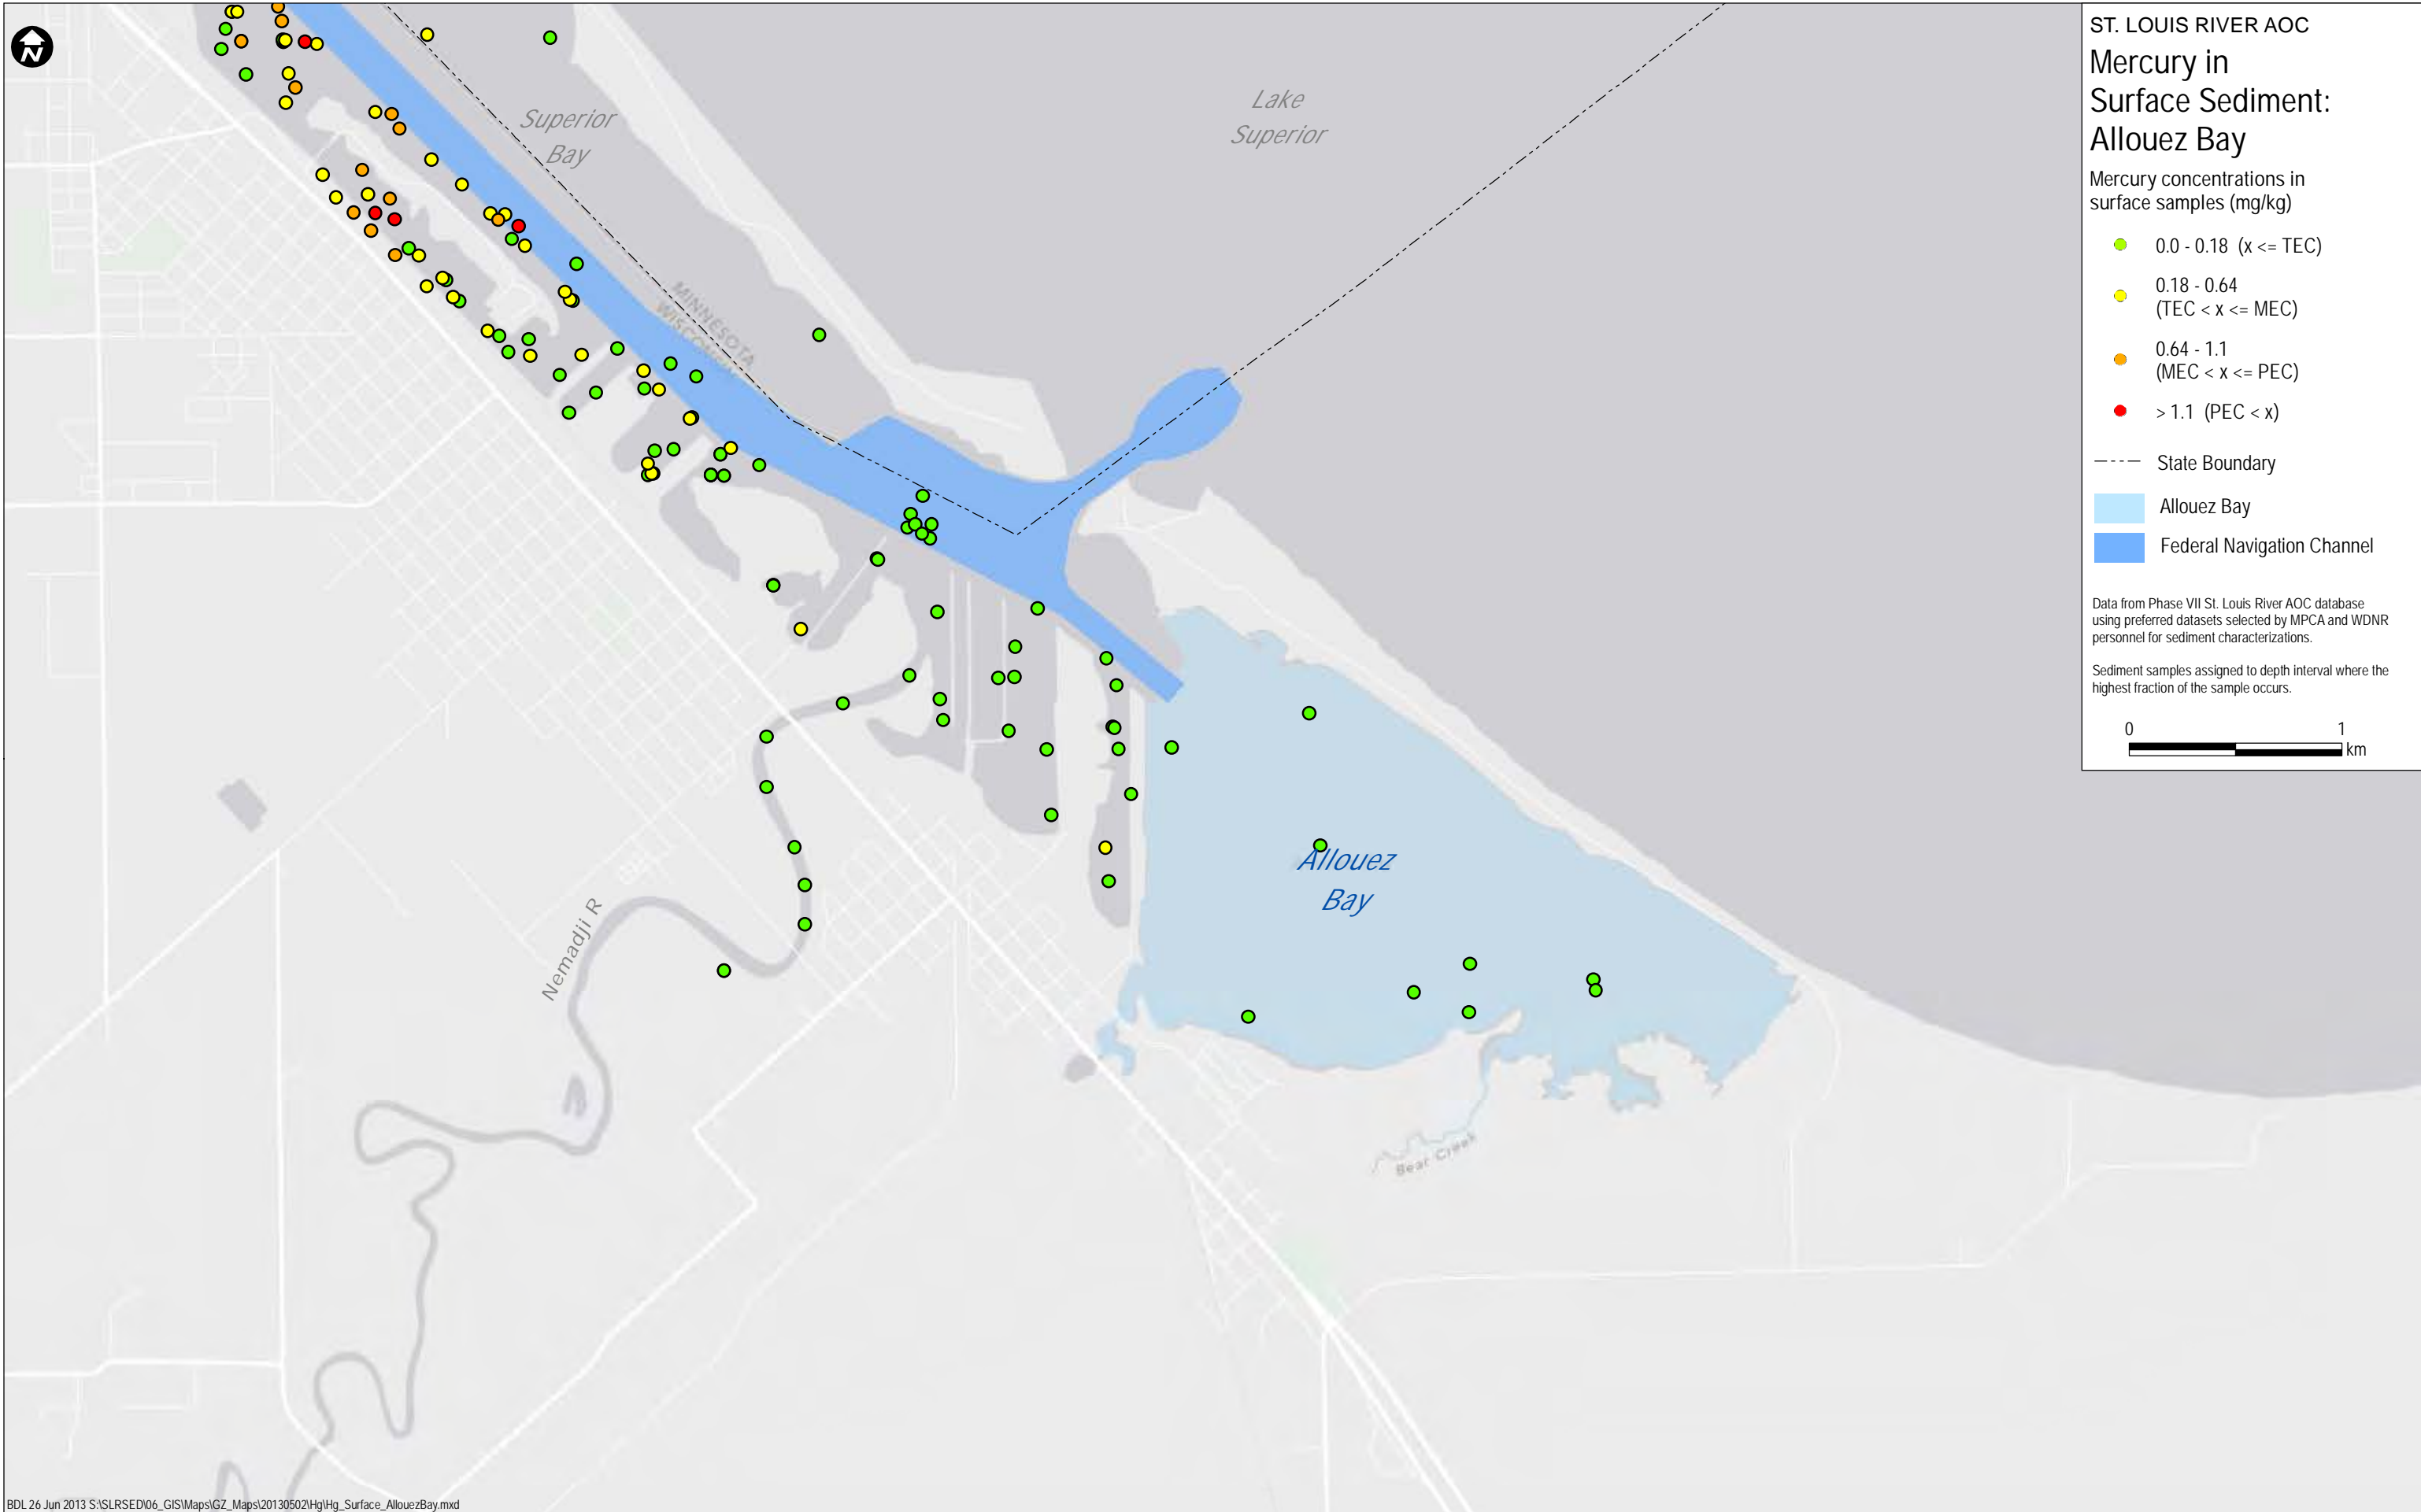 N
Superior
Bay
Lake
Superior
MINNESOTA
WISCONSIN
Allouez
Bay
Nemadji R
Bear Creek
ST. LOUIS RIVER AOC
Mercury in
Surface Sediment:
Allouez Bay
Mercury concentrations in
surface samples (mg/kg)
0.0 - 0.18 (x <= TEC)
0.18 - 0.64
(TEC < x <= MEC)
0.64 - 1.1
(MEC < x <= PEC)
> 1.1 (PEC < x)
State Boundary
Allouez Bay
Federal Navigation Channel
Data from Phase VII St. Louis River AOC database
using preferred datasets selected by MPCA and WDNR
personnel for sediment characterizations.
Sediment samples assigned to depth interval where the
highest fraction of the sample occurs.
0 1
km
BDL 26 Jun 2013 S:\SLRSED\06_GIS\Maps\GZ_Maps\20130502\Hg\Hg_Surface_AllouezBay.mxd